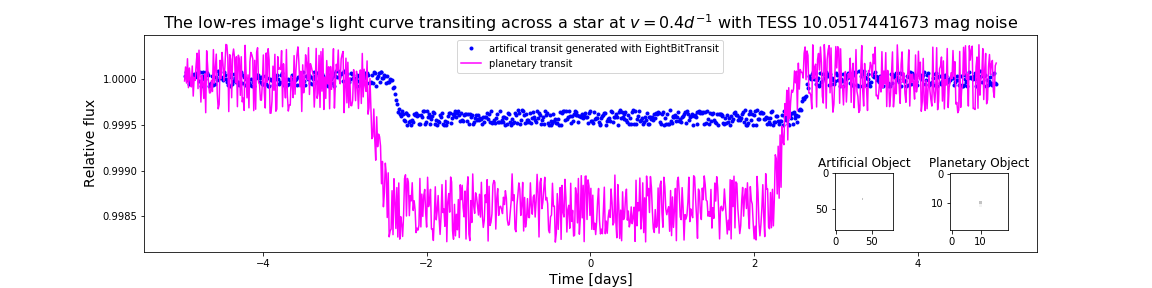 The low-res image's light curve transiting across a star at v = 0.4d⁻¹ with TESS 10.0517441673 mag noise
artifical transit generated with EightBitTransit
planetary transit
Relative flux
1.0000
0.9995
0.9990
0.9985
Artificial Object
0
50
0 50
Planetary Object
0
10
0 10
−4 −2 0 2 4
Time [days]